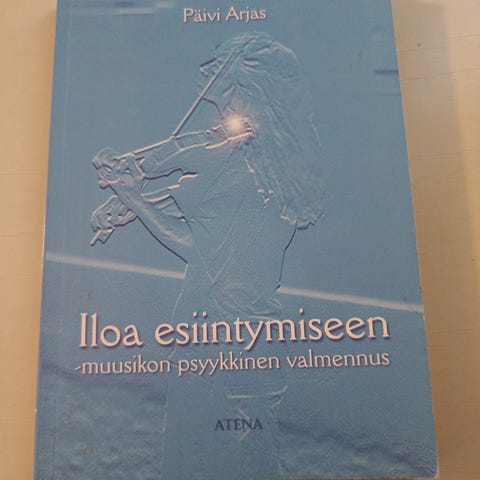 Päivi Arjas
Iloa esiintymiseen
-muusikon psyykkinen valmennus
ATENA